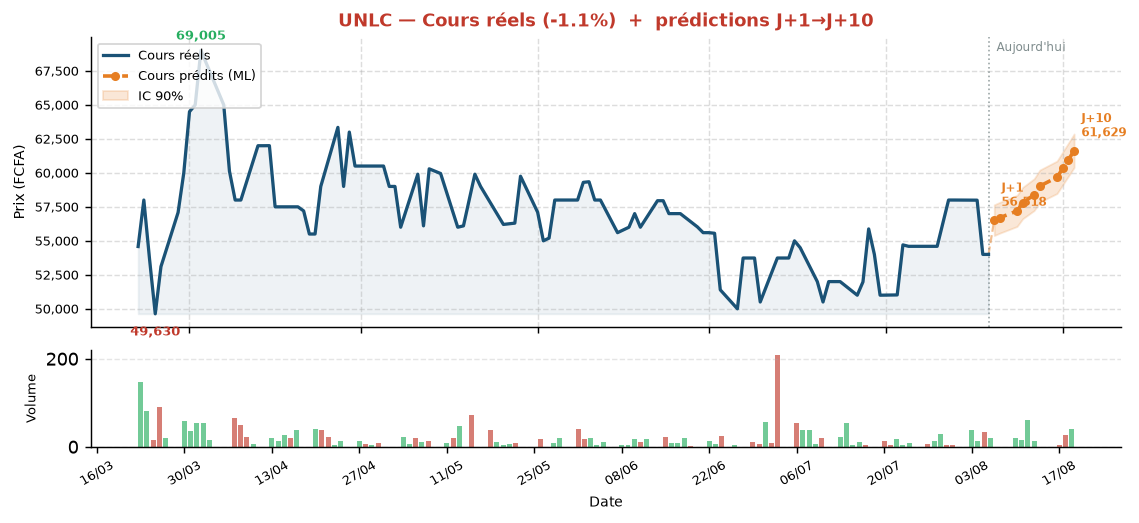 UNLC — Cours réels (-1.1%)  +  prédictions J+1→J+10
69,005
Cours réels
Cours prédits (ML)
IC 90%
Aujourd'hui
J+10
61,629
J+1
Prix (FCFA)
67,500
65,000
62,500
60,000
57,500
55,000
52,500
50,000
49,630
Volume
200
0
16/03
30/03
13/04
27/04
11/05
25/05
08/06
22/06
06/07
20/07
03/08
17/08
Date